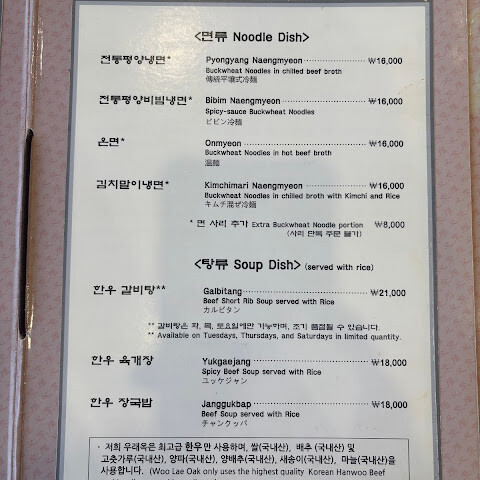 <면류 Noodle Dish>
전통평양냉면* Pyongyang Naengmyeon ₩16,000
Buckwheat Noodles in chilled beef broth
傳統平壤式冷麵
전통평양비빔냉면* Bibim Naengmyeon ₩16,000
Spicy-sauce Buckwheat Noodles
ビビン冷麺
온면* Onmyeon ₩16,000
Buckwheat Noodles in hot beef broth
温麺
김치말이냉면* Kimchimari Naengmyeon ₩16,000
Buckwheat Noodles in chilled broth with Kimchi and Rice
キムチ混ぜ冷麺
* 면 사리 추가 Extra Buckwheat Noodle portion ₩8,000
(사리 단독 주문 불가)
<탕류 Soup Dish> (served with rice)
한우 갈비탕** Galbitang ₩21,000
Beef Short Rib Soup served with Rice
カルビタン
** 갈비탕은 화, 목, 토요일에만 가능하며, 조기 품절될 수 있습니다.
** Available on Tuesdays, Thursdays, and Saturdays in limited quantity.
한우 육개장 Yukgaejang ₩18,000
Spicy Beef Soup served with Rice
ユッケジャン
한우 장국밥 Janggukbap ₩18,000
Beef Soup served with Rice
チャンクッパ
· 저희 우래옥은 최고급 한우만 사용하며, 쌀(국내산), 배추(국내산) 및
고춧가루(국내산), 양파(국내산), 양배추(국내산), 새송이(국내산), 마늘(국내산)을
사용합니다. (Woo Lae Oak only uses the highest quality Korean Hanwoo Beef